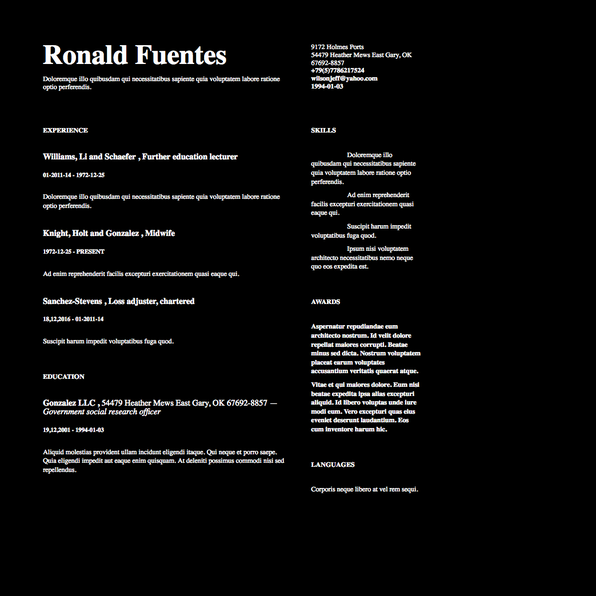 Ronald Fuentes
Doloremque illo quibusdam qui necessitatibus sapiente quia voluptatem labore ratione
optio perferendis.
EXPERIENCE
Williams, Li and Schaefer , Further education lecturer
01-2011-14 - 1972-12-25
Doloremque illo quibusdam qui necessitatibus sapiente quia voluptatem labore ratione
optio perferendis.
Knight, Holt and Gonzalez , Midwife
1972-12-25 - PRESENT
Ad enim reprehenderit facilis excepturi exercitationem quasi eaque qui.
Sanchez-Stevens , Loss adjuster, chartered
18,12,2016 - 01-2011-14
Suscipit harum impedit voluptatibus fuga quod.
EDUCATION
Gonzalez LLC , 54479 Heather Mews East Gary, OK 67692-8857 —
Government social research officer
19,12,2001 - 1994-01-03
Aliquid molestias provident ullam incidunt eligendi itaque. Qui neque et porro saepe.
Quia eligendi impedit aut eaque enim quisquam. At deleniti possimus commodi nisi sed
repellendus.
9172 Holmes Ports
54479 Heather Mews East Gary, OK
67692-8857
+79(5)7786217524
wilsonjeff@yahoo.com
1994-01-03
SKILLS
Doloremque illo
quibusdam qui necessitatibus sapiente
quia voluptatem labore ratione optio
perferendis.
Ad enim reprehenderit
facilis excepturi exercitationem quasi
eaque qui.
Suscipit harum impedit
voluptatibus fuga quod.
Ipsum nisi voluptatem
architecto necessitatibus nemo neque
quo eos expedita est.
AWARDS
Aspernatur repudiandae eum
architecto nostrum. Id velit dolore
repellat maiores corrupti. Beatae
minus sed dicta. Nostrum voluptatem
placeat earum voluptates
accusantium veritatis quaerat atque.
Vitae et qui maiores dolore. Eum nisi
beatae expedita ipsa alias excepturi
aliquid. Id libero voluptas unde iure
modi eum. Vero excepturi quas eius
eveniet deserunt laudantium. Eos
cum inventore harum hic.
LANGUAGES
Corporis neque libero at vel rem sequi.